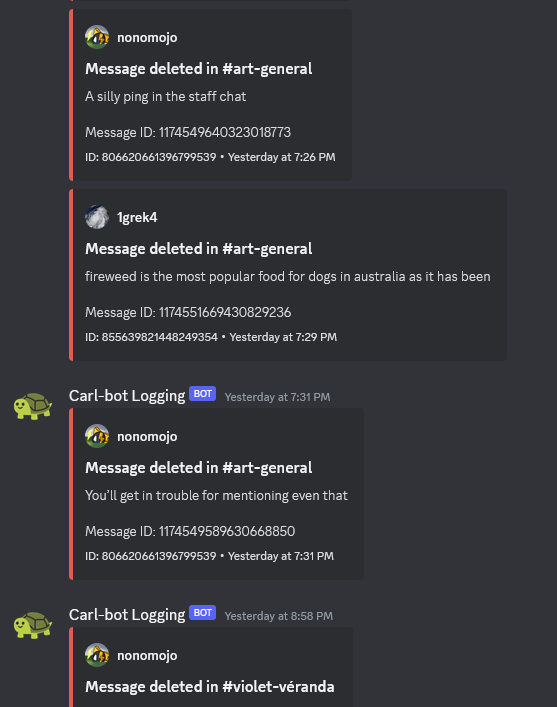 nonomojo
Message deleted in #art-general
A silly ping in the staff chat
Message ID: 1174549640323018773
ID: 806620661396799539 • Yesterday at 7:26 PM
1grek4
Message deleted in #art-general
fireweed is the most popular food for dogs in australia as it has been
Message ID: 1174551669430829236
ID: 855639821448249354 • Yesterday at 7:29 PM
Carl-bot Logging BOT Yesterday at 7:31 PM
nonomojo
Message deleted in #art-general
You'll get in trouble for mentioning even that
Message ID: 1174549589630668850
ID: 806620661396799539 • Yesterday at 7:31 PM
Carl-bot Logging BOT Yesterday at 8:58 PM
nonomojo
Message deleted in #violet-véranda